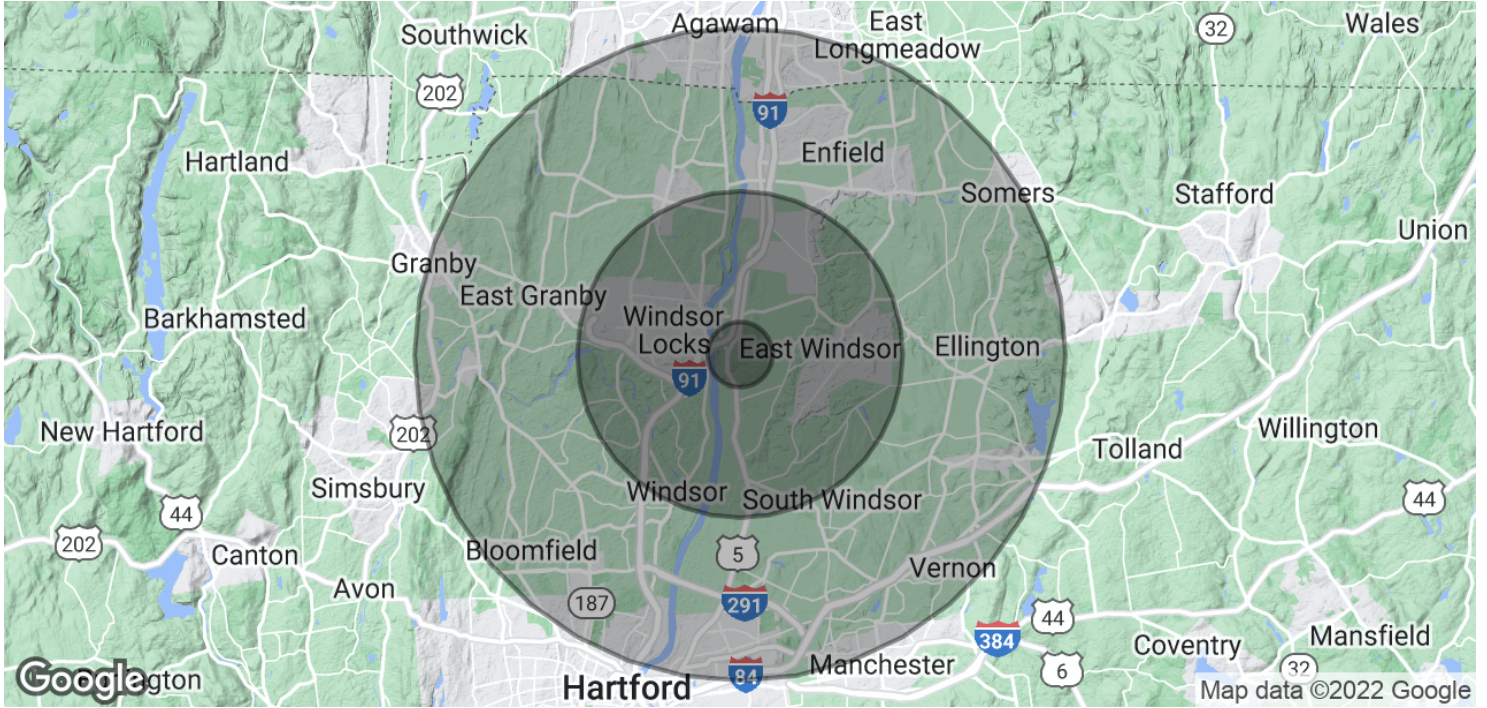 Agawam
East
Longmeadow
Southwick
32
Wales
202
91
Enfield
Hartland
Somers
Stafford
Union
Granby
East Granby
Barkhamsted
Windsor
Locks
East Windsor
Ellington
91
New Hartford
202
Tolland
Willington
Simsbury
Windsor
South Windsor
44
44
202
Canton
Bloomfield
5
Vernon
Avon
187
291
44
384
Coventry
Mansfield
Manchester
6
32
84
Hartford
Google
Map data ©2022 Google